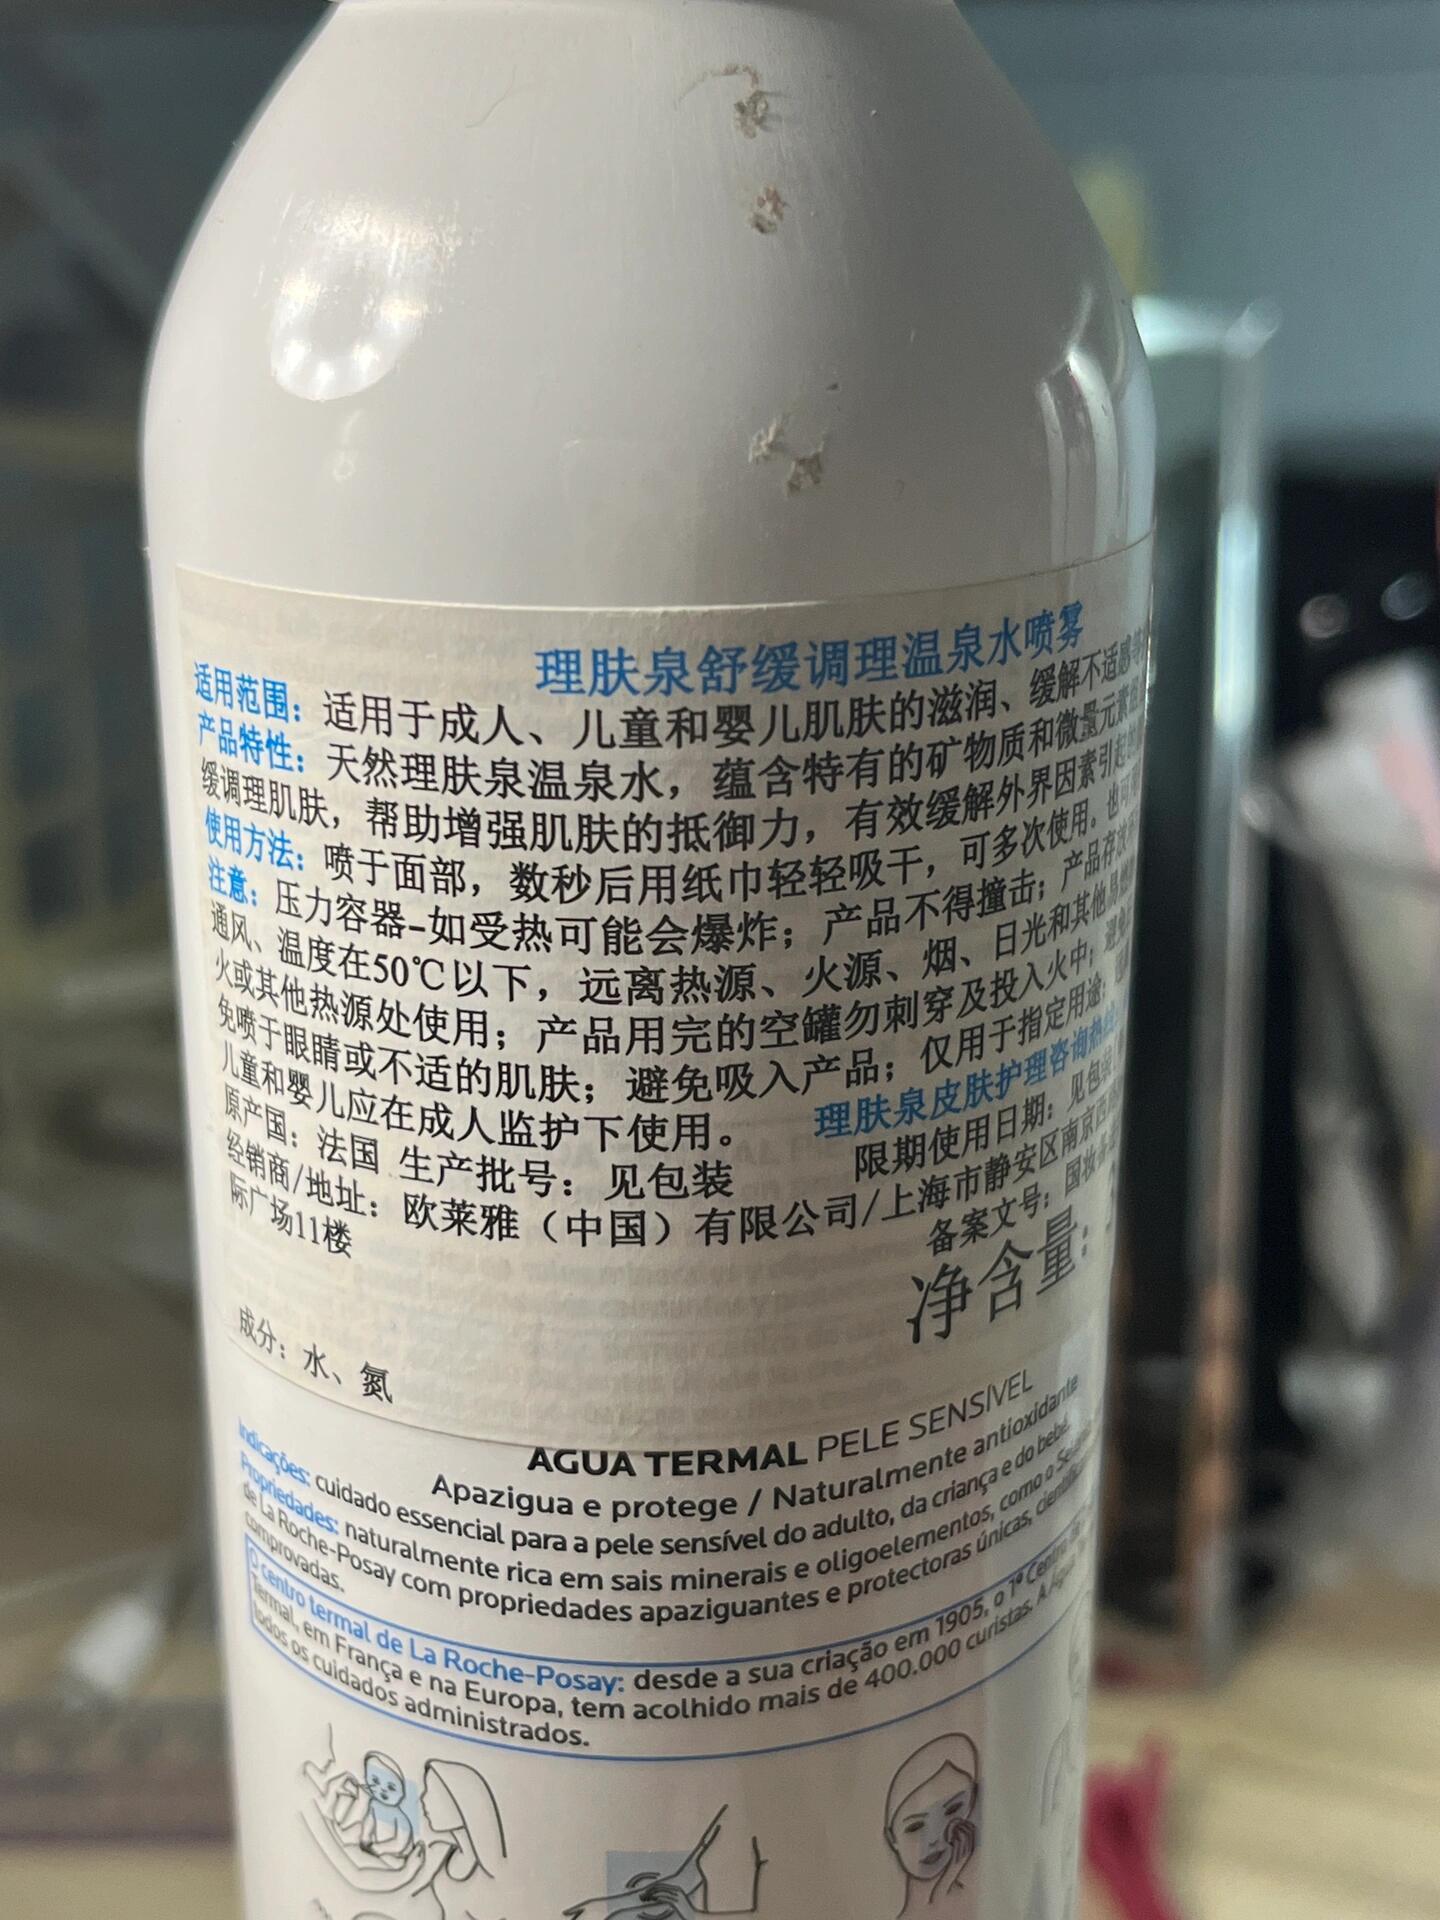 理肤泉舒缓调理温泉水喷雾
适用范围：适用于成人、儿童和婴儿肌肤的滋润、缓解不适感等
产品特性：天然理肤泉温泉水，蕴含特有的矿物质和微量元素
缓调理肌肤，帮助增强肌肤的抵御力，有效缓解外界因素引起
使用方法：喷于面部，数秒后用纸巾轻轻吸干，可多次使用。也可
注意：压力容器-如受热可能会爆炸；产品不得撞击；产品存放
通风、温度在50℃以下，远离热源、火源、烟、日光和其他易燃
火或其他热源处使用；产品用完的空罐勿刺穿及投入火中；避免
免喷于眼睛或不适的肌肤；避免吸入产品；仅用于指定用途；
儿童和婴儿应在成人监护下使用。 理肤泉皮肤护理咨询热线
原产国：法国 生产批号：见包装 限期使用日期：见包装
经销商/地址：欧莱雅（中国）有限公司/上海市静安区南京西
际广场11楼 备案文号：国妆备
净含量：
成分：水、氮
AGUA TERMAL PELE SENSÍVEL
Apazigua e protege / Naturalmente antioxidante
Indicações: cuidado essencial para a pele sensível do adulto, da criança e do bebé.
Propriedades: naturalmente rica em sais minerais e oligoelementos, como o
de La Roche-Posay com propriedades apaziguantes e protectoras únicas,
comprovadas.
O centro termal de La Roche-Posay: desde a sua criação em 1905, o 1º Centro
Termal, em França e na Europa, tem acolhido mais de 400.000 curistas. A
todos os cuidados administrados.